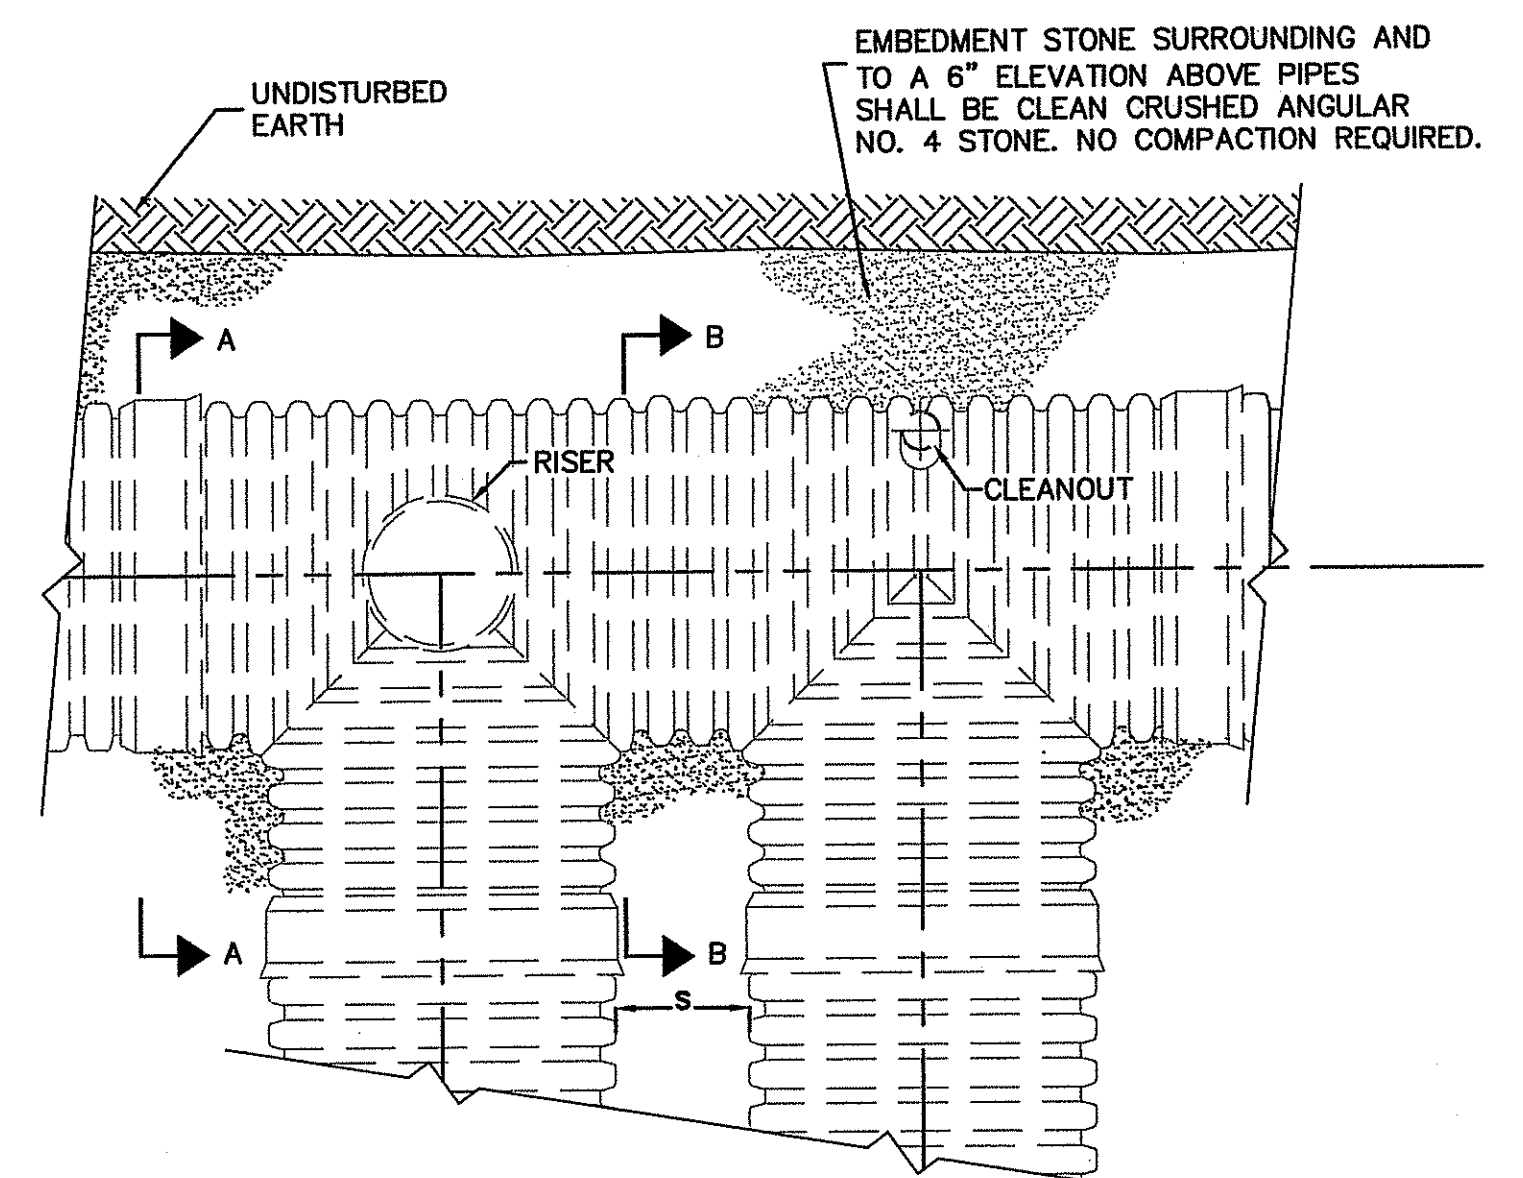 EMBEDMENT STONE SURROUNDING AND
TO A 6" ELEVATION ABOVE PIPES
SHALL BE CLEAN CRUSHED ANGULAR
NO. 4 STONE. NO COMPACTION REQUIRED.
UNDISTURBED
EARTH
A
B
RISER
CLEANOUT
A
B
S